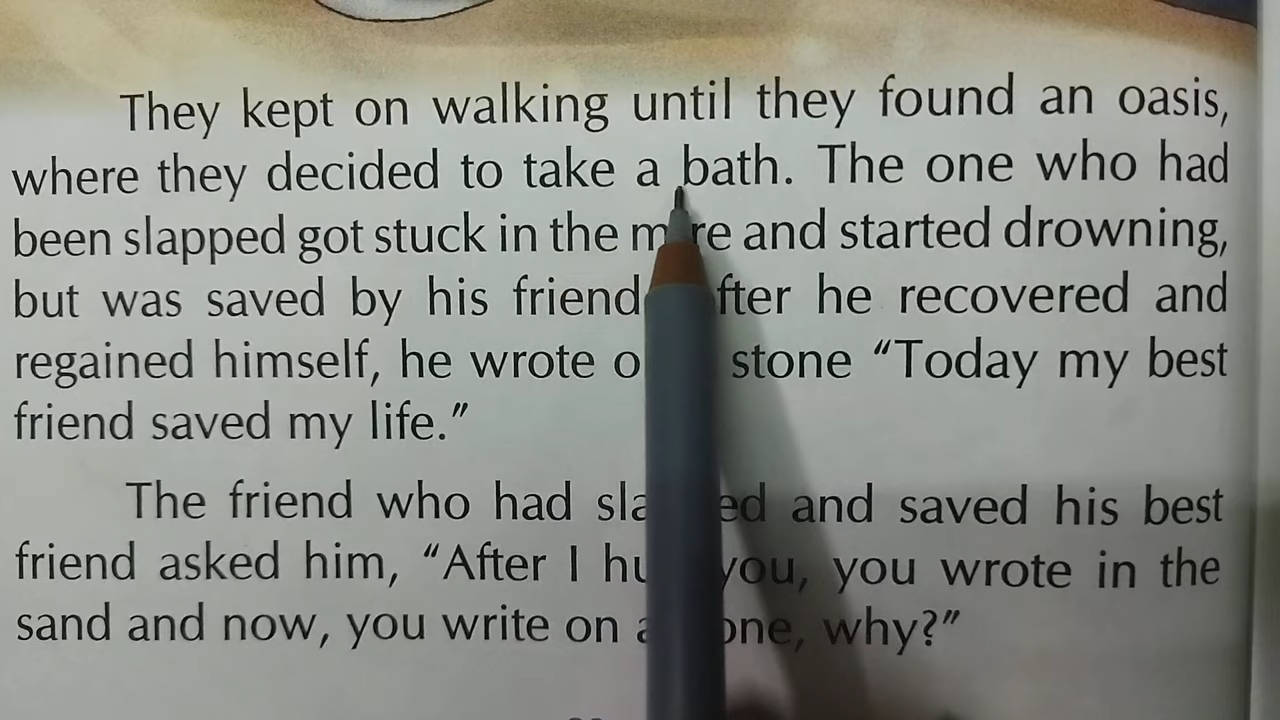 They kept on walking until they found an oasis,
where they decided to take a bath. The one who had
been slapped got stuck in the re and started drowning,
but was saved by his friend fter he recovered and
regained himself, he wrote o stone “Today my best
friend saved my life.”
The friend who had sla ed and saved his best
friend asked him, “After I hu you, you wrote in the
sand and now, you write on one, why?”